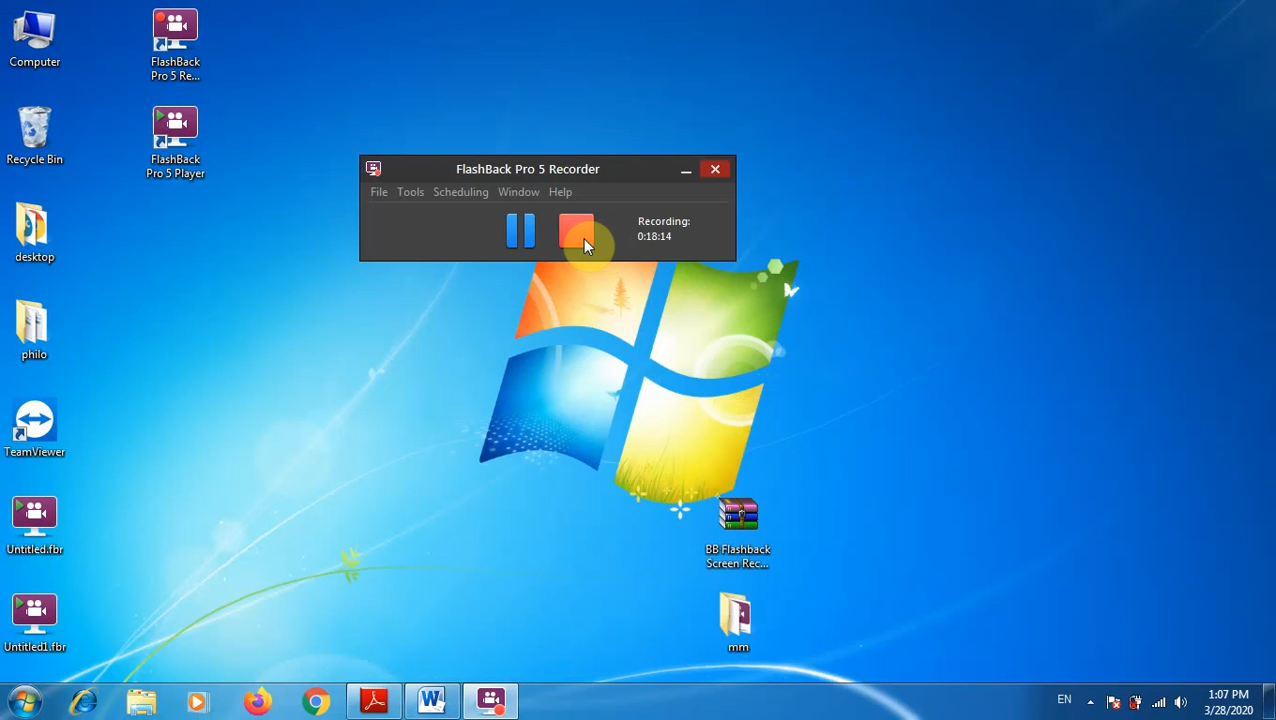 Computer
FlashBack
Pro 5 Re...
Recycle Bin
FlashBack
Pro 5 Player
FlashBack Pro 5 Recorder
File Tools Scheduling Window Help
Recording:
0:18:14
desktop
philo
TeamViewer
Untitled.fbr
Untitled1.fbr
BB Flashback
Screen Rec...
mm
EN
1:07 PM
3/28/2020